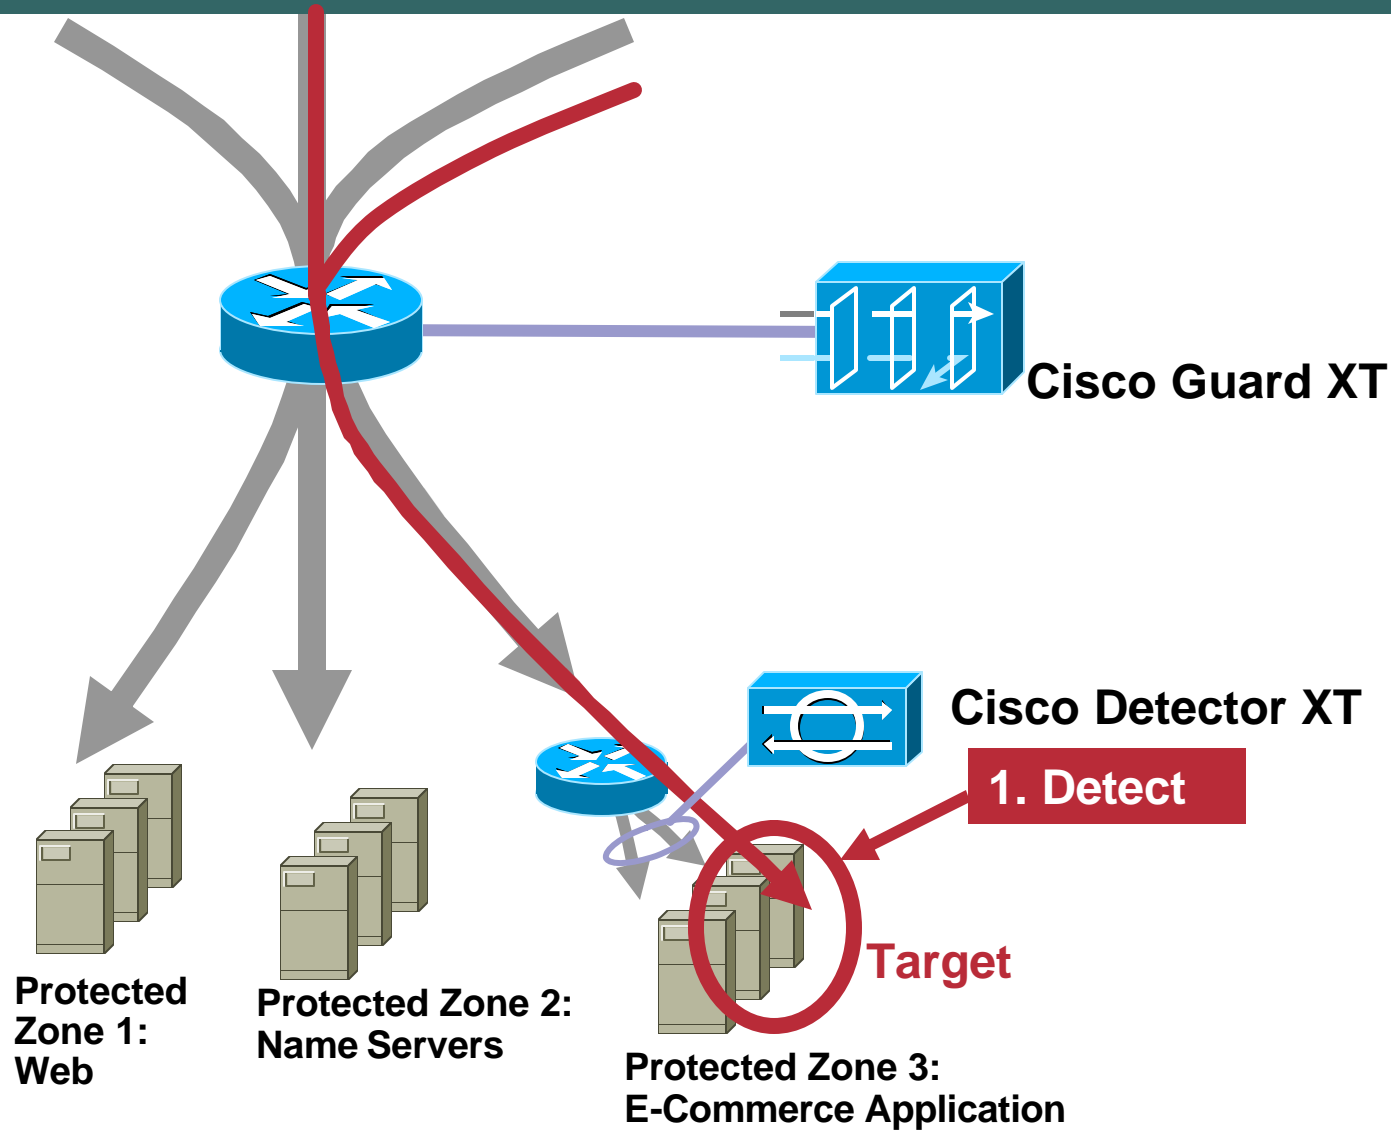 Cisco Guard XT
Cisco Detector XT
1. Detect
Target
Protected
Zone 1:
Web
Protected Zone 2:
Name Servers
Protected Zone 3:
E-Commerce Application